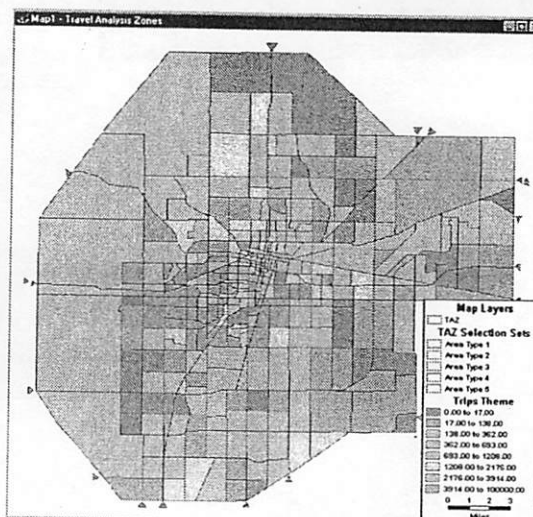 Map1 - Travel Analysis Zones
Map Layers
TAZ
TAZ Selection Sets
Area Type 1
Area Type 2
Area Type 3
Area Type 4
Area Type 5
Trips Theme
0.00 to 17.00
17.00 to 138.00
138.00 to 362.00
362.00 to 693.00
693.00 to 1208.00
1208.00 to 2176.00
2176.00 to 3914.00
3914.00 to 100000.00
0 1 2 3
Miles